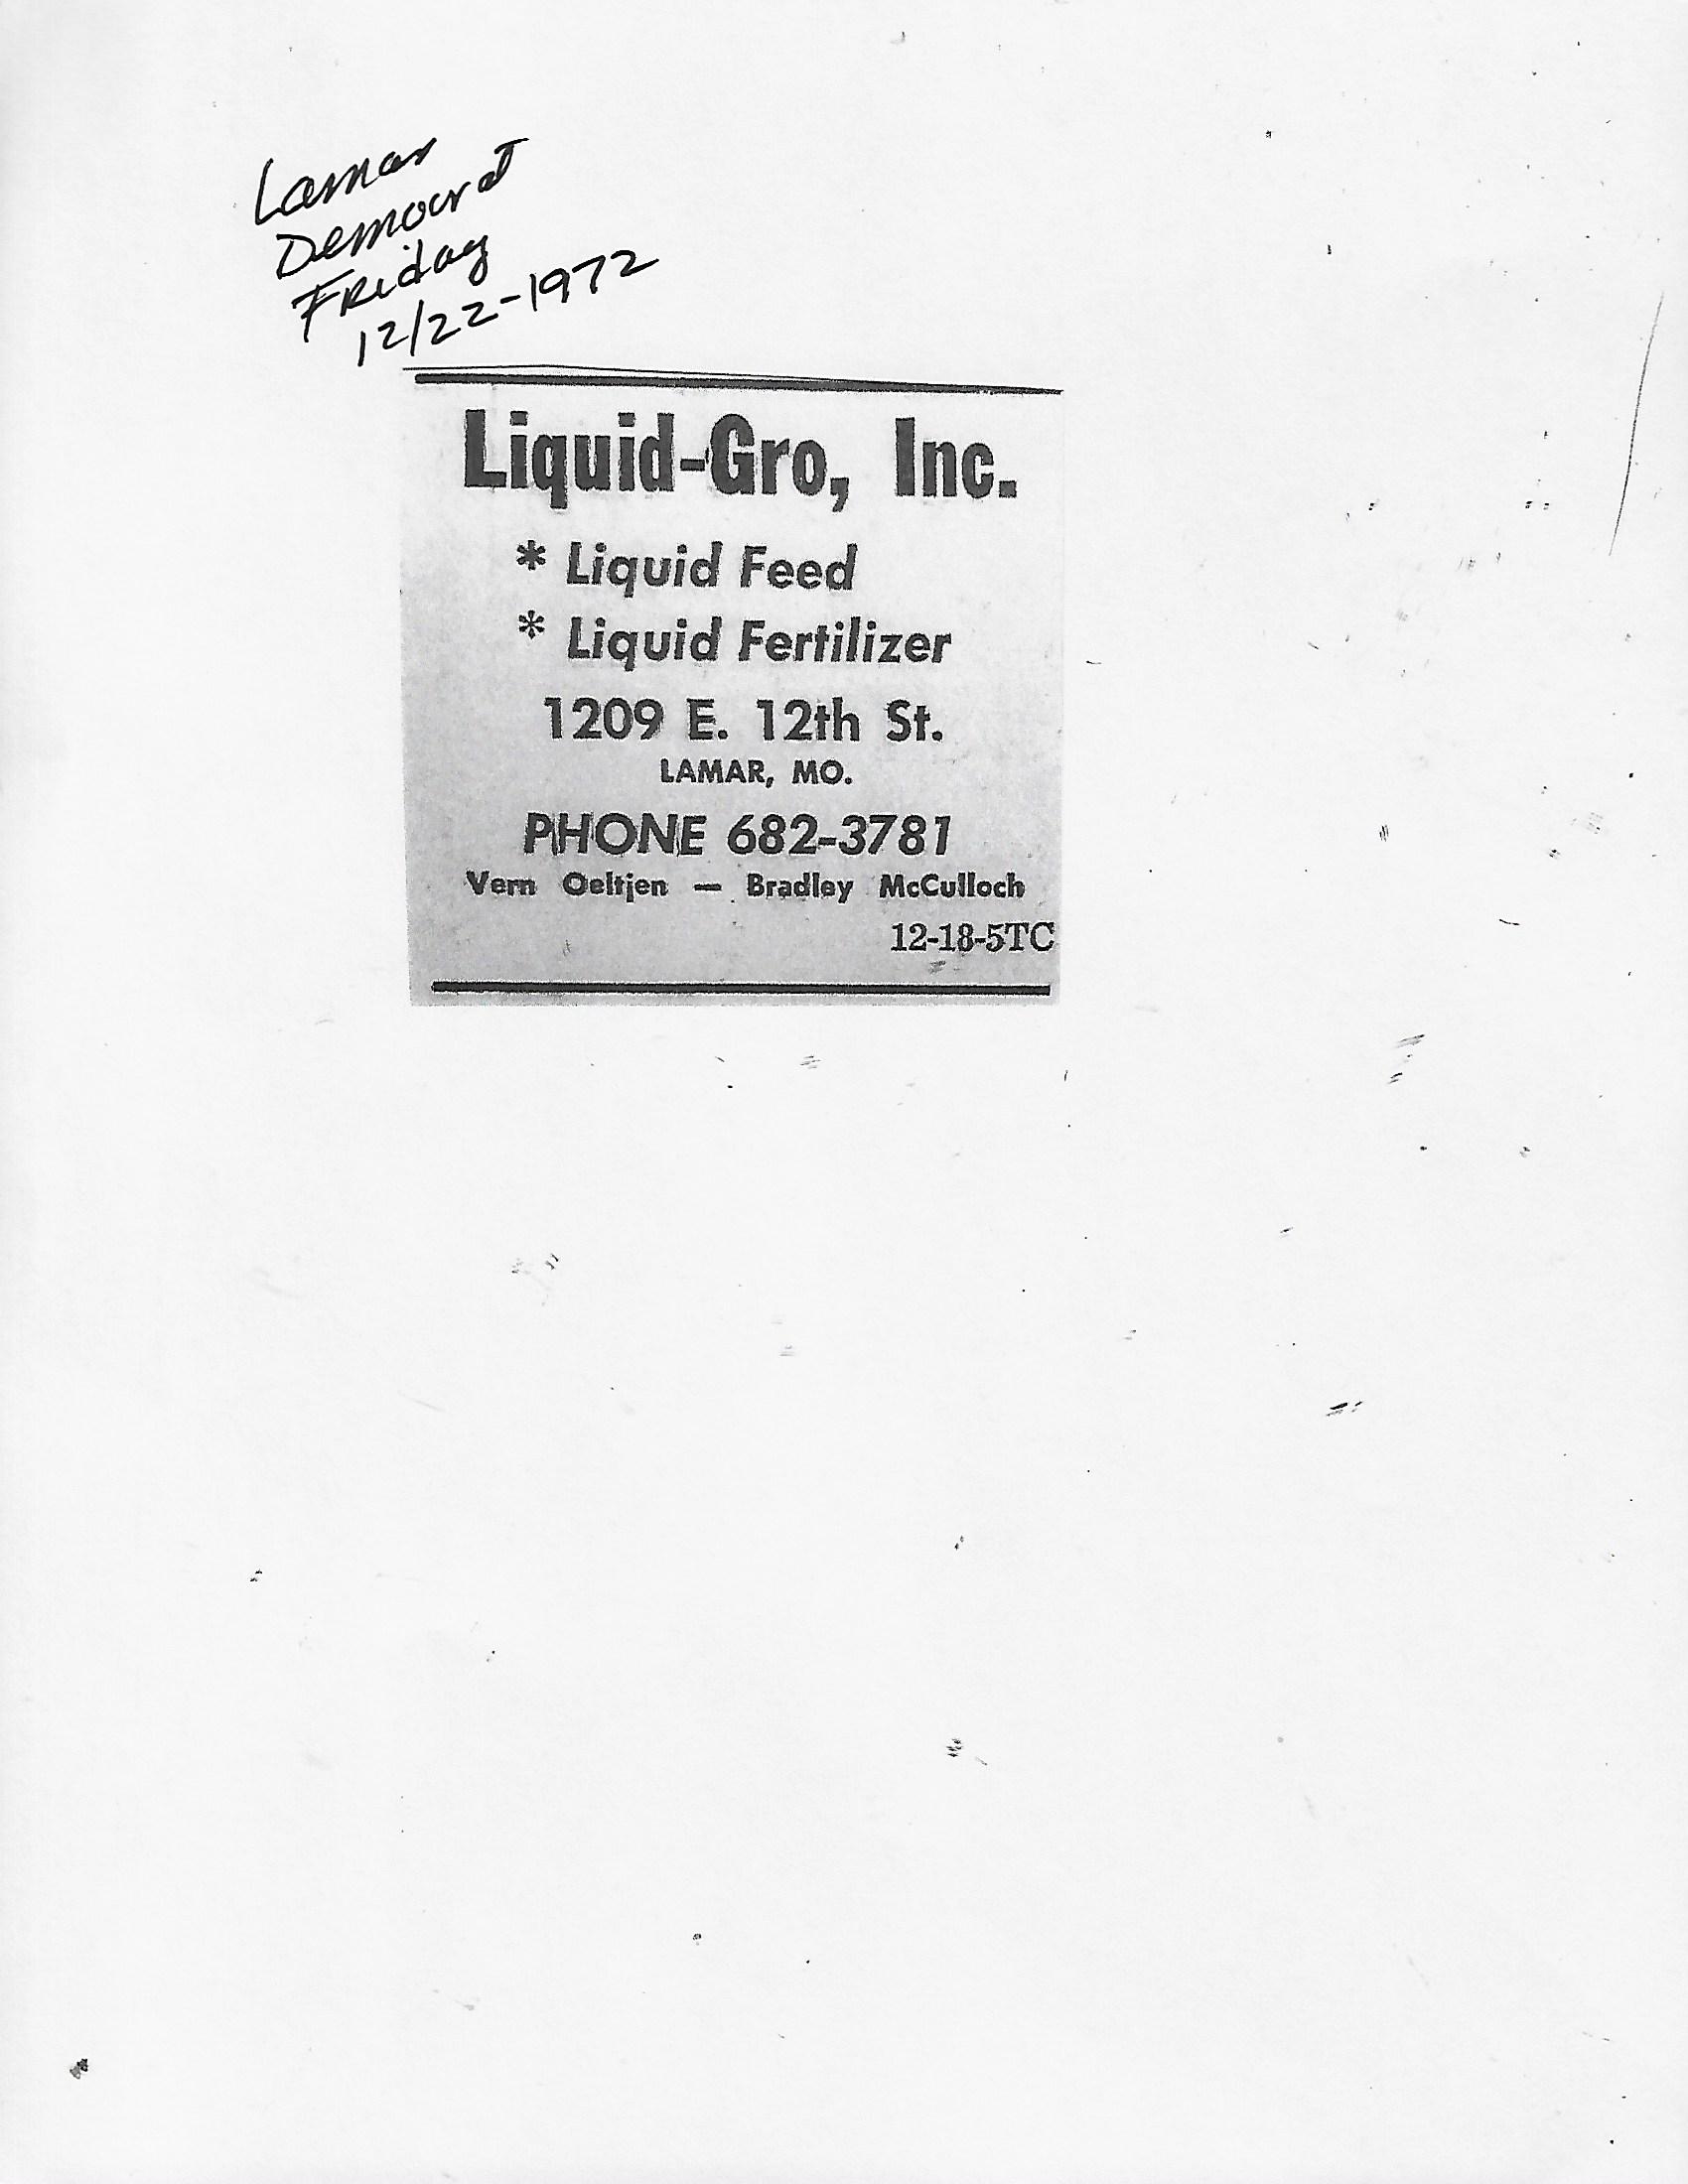 Lamar
Democrat
Friday
12/22-1972
Liquid-Gro, Inc.
* Liquid Feed
* Liquid Fertilizer
1209 E. 12th St.
LAMAR, MO.
PHONE 682-3781
Vern Oeltjen — Bradley McCulloch
12-18-5TC